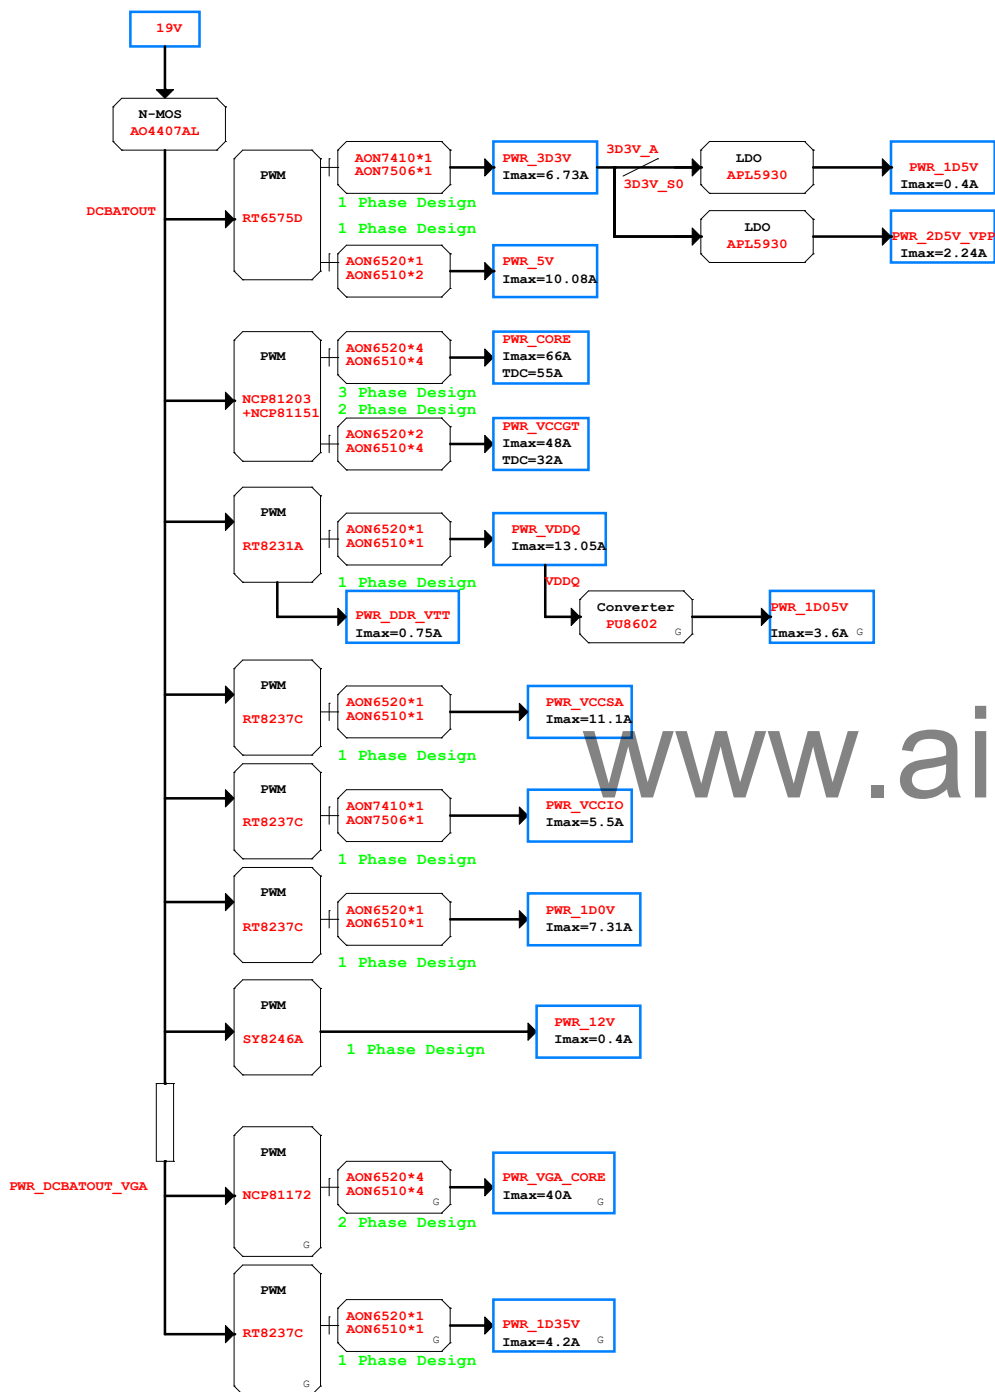 19V
N-MOS
AO4407AL
DCBATOUT
PWM
RT6575D
AON7410*1
AON7506*1
1 Phase Design
PWR_3D3V
Imax=6.73A
3D3V_A
3D3V_S0
LDO
APL5930
PWR_1D5V
Imax=0.4A
LDO
APL5930
PWR_2D5V_VPP
Imax=2.24A
1 Phase Design
AON6520*1
AON6510*2
PWR_5V
Imax=10.08A
PWM
NCP81203
+NCP81151
AON6520*4
AON6510*4
3 Phase Design
PWR_CORE
Imax=66A
TDC=55A
2 Phase Design
AON6520*2
AON6510*4
PWR_VCCGT
Imax=48A
TDC=32A
PWM
RT8231A
AON6520*1
AON6510*1
1 Phase Design
PWR_VDDQ
Imax=13.05A
VDDQ
PWR_DDR_VTT
Imax=0.75A
Converter
PU8602
G
PWR_1D05V
Imax=3.6A G
PWM
RT8237C
AON6520*1
AON6510*1
1 Phase Design
PWR_VCCSA
Imax=11.1A
www.ai
PWM
RT8237C
AON7410*1
AON7506*1
1 Phase Design
PWR_VCCIO
Imax=5.5A
PWM
RT8237C
AON6520*1
AON6510*1
1 Phase Design
PWR_1D0V
Imax=7.31A
PWM
SY8246A
1 Phase Design
PWR_12V
Imax=0.4A
PWR_DCBATOUT_VGA
PWM
NCP81172
G
AON6520*4
AON6510*4
G
2 Phase Design
PWR_VGA_CORE
Imax=40A G
PWM
RT8237C
G
AON6520*1
AON6510*1 G
1 Phase Design
PWR_1D35V
Imax=4.2A G